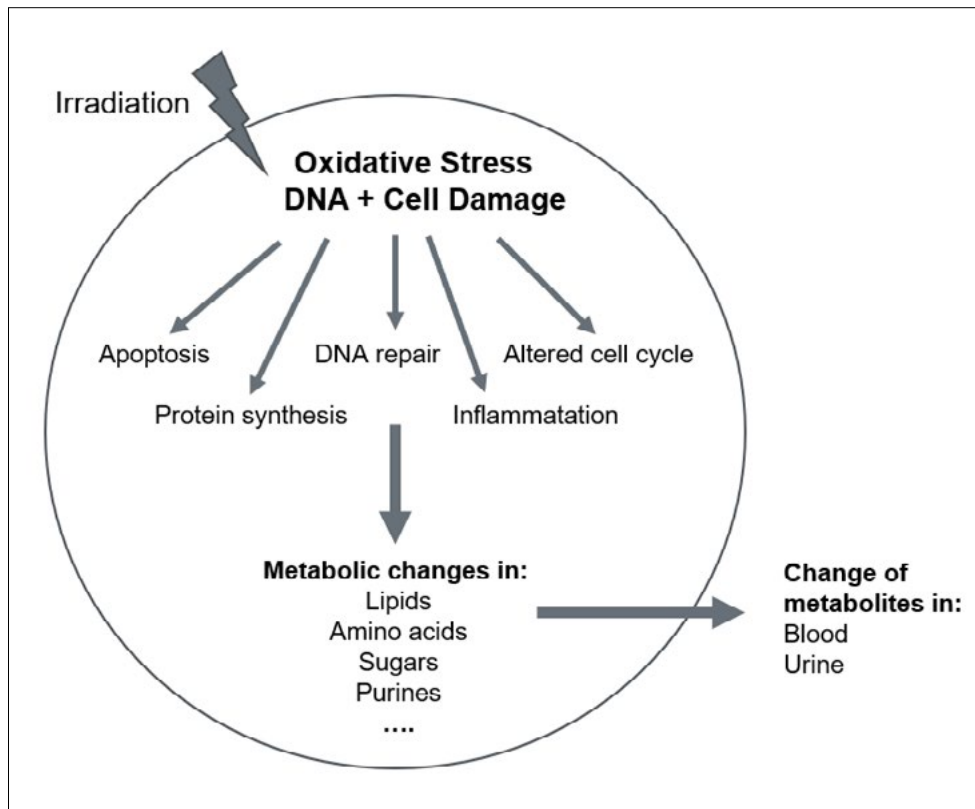 Irradiation
Oxidative Stress
DNA + Cell Damage
Apoptosis
DNA repair
Altered cell cycle
Protein synthesis
Inflammatation
Metabolic changes in:
Lipids
Amino acids
Sugars
Purines
....
Change of
metabolites in:
Blood
Urine